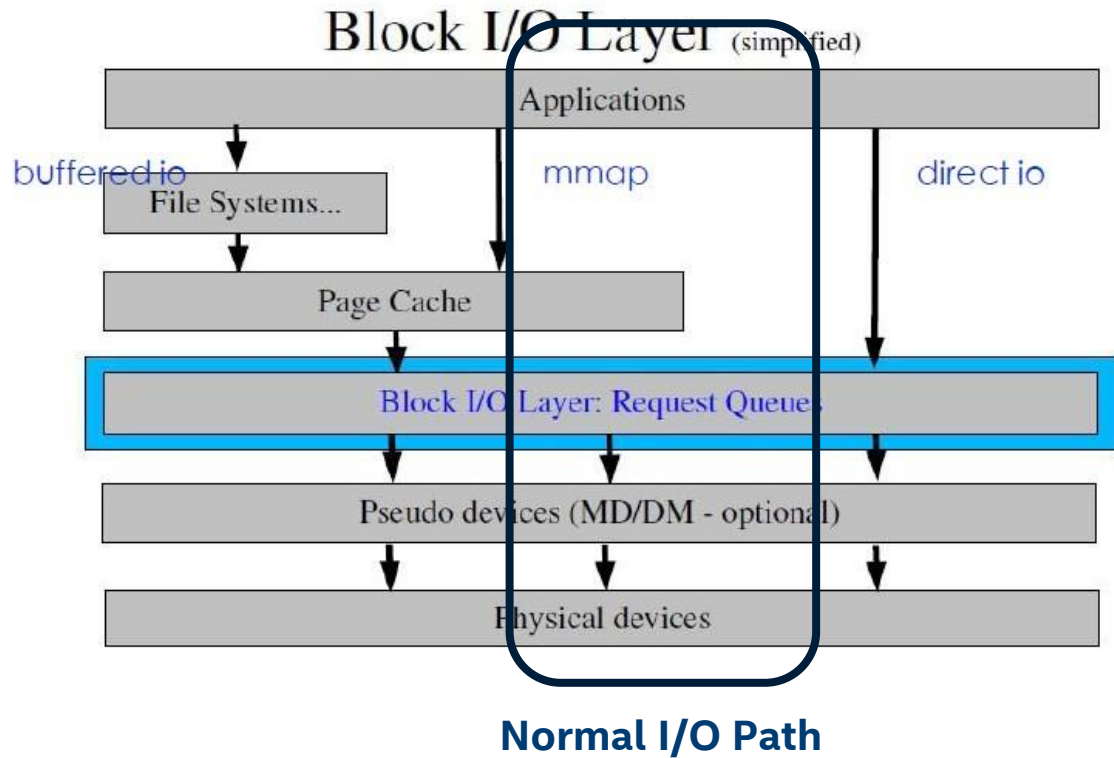 Block I/O Layer (simplified)
Applications
buffered io
mmap
direct io
File Systems...
Page Cache
Block I/O Layer: Request Queues
Pseudo devices (MD/DM - optional)
Physical devices
Normal I/O Path